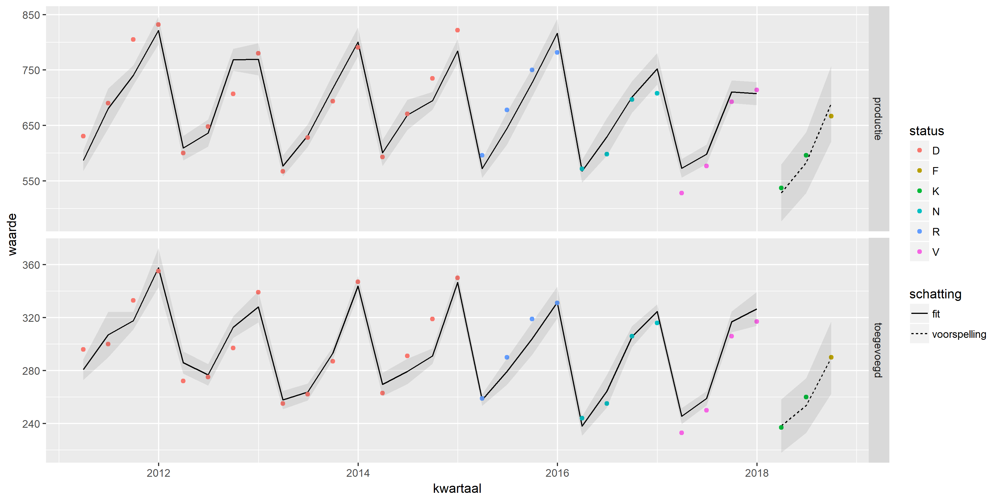 850
750
650
550
productie
360
320
280
240
toegevoegd
2012
2014
2016
2018
kwartaal
waarde
status
D
F
K
N
R
V
schatting
fit
voorspelling